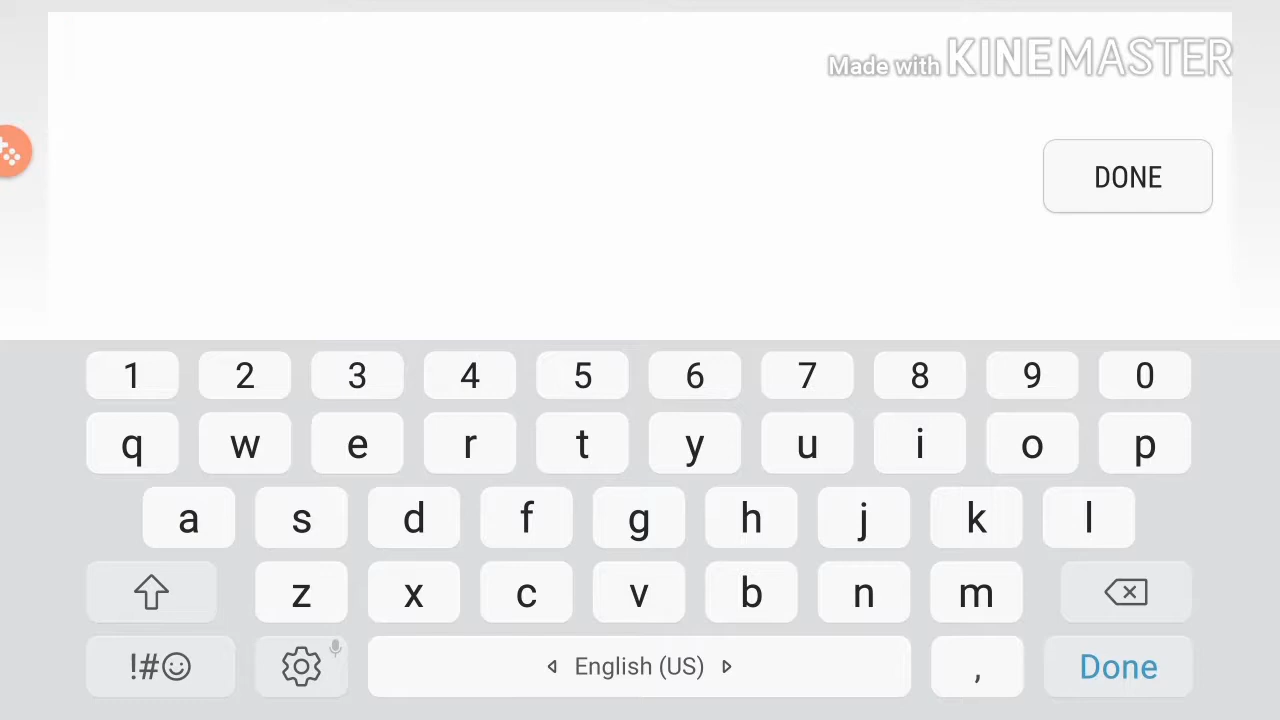 Made with KINEMASTER
DONE
1 2 3 4 5 6 7 8 9 0
q w e r t y u i o p
a s d f g h j k l
z x c v b n m
!#☺ English (US) , Done